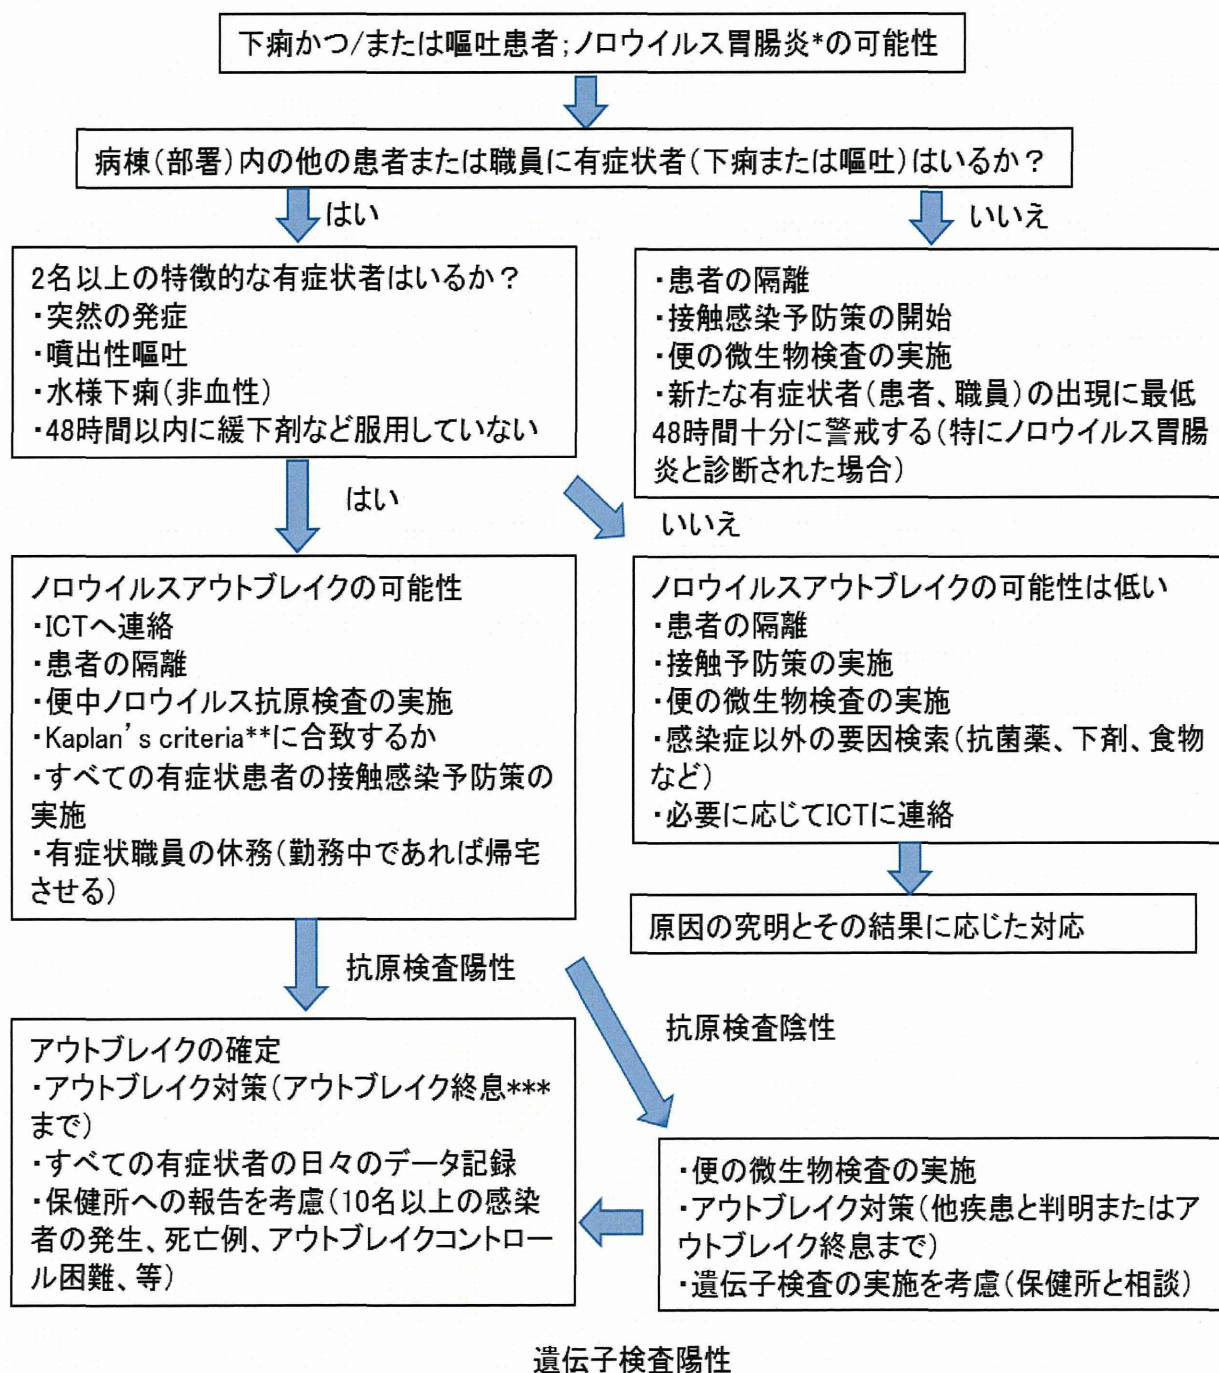 下痢かつ/または嘔吐患者;ノロウイルス胃腸炎*の可能性
病棟(部署)内の他の患者または職員に有症状者(下痢または嘔吐)はいるか?
はい
いいえ
2名以上の特徴的な有症状者はいるか?
・突然の発症
・噴出性嘔吐
・水様下痢(非血性)
・48時間以内に緩下剤など服用していない
・患者の隔離
・接触感染予防策の開始
・便の微生物検査の実施
・新たな有症状者(患者、職員)の出現に最低
48時間十分に警戒する(特にノロウイルス胃腸
炎と診断された場合)
はい
いいえ
ノロウイルスアウトブレイクの可能性
・ICTへ連絡
・患者の隔離
・便中ノロウイルス抗原検査の実施
・Kaplan's criteria**に合致するか
・すべての有症状患者の接触感染予防策の
実施
・有症状職員の休務(勤務中であれば帰宅
させる)
ノロウイルスアウトブレイクの可能性は低い
・患者の隔離
・接触予防策の実施
・便の微生物検査の実施
・感染症以外の要因検索(抗菌薬、下剤、食物
など)
・必要に応じてICTに連絡
原因の究明とその結果に応じた対応
抗原検査陽性
抗原検査陰性
アウトブレイクの確定
・アウトブレイク対策(アウトブレイク終息***
まで)
・すべての有症状者の日々のデータ記録
・保健所への報告を考慮(10名以上の感染
者の発生、死亡例、アウトブレイクコントロー
ル困難、等)
・便の微生物検査の実施
・アウトブレイク対策(他疾患と判明またはア
ウトブレイク終息まで)
・遺伝子検査の実施を考慮(保健所と相談)
遺伝子検査陽性